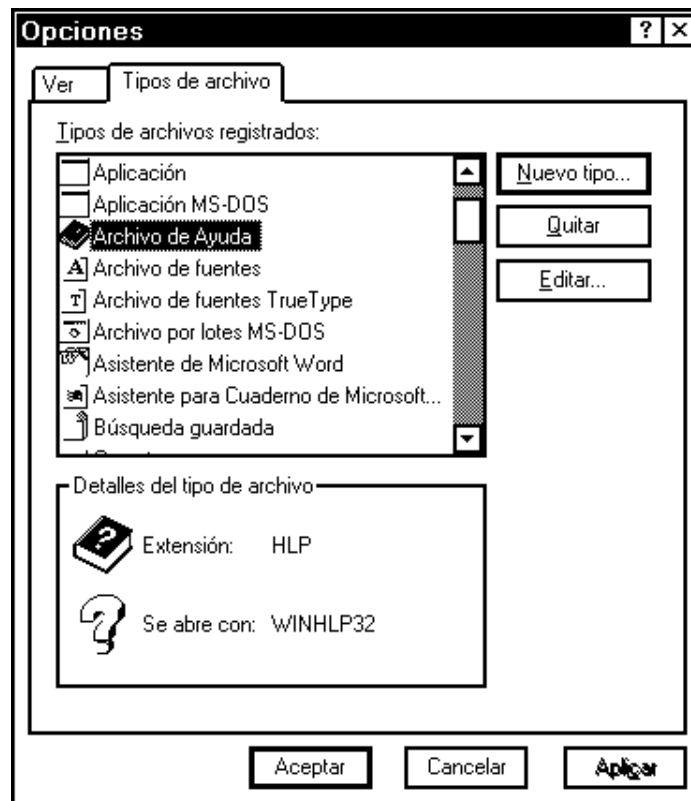 Opciones
Ver
Tipos de archivo
Tipos de archivos registrados:
Aplicación
Aplicación MS-DOS
Archivo de Ayuda
Archivo de fuentes
Archivo de fuentes TrueType
Archivo por lotes MS-DOS
Asistente de Microsoft Word
Asistente para Cuaderno de Microsoft...
Búsqueda guardada
Nuevo tipo...
Quitar
Editar...
Detalles del tipo de archivo
Extensión: HLP
Se abre con: WINHLP32
Aceptar
Cancelar
Aplicar